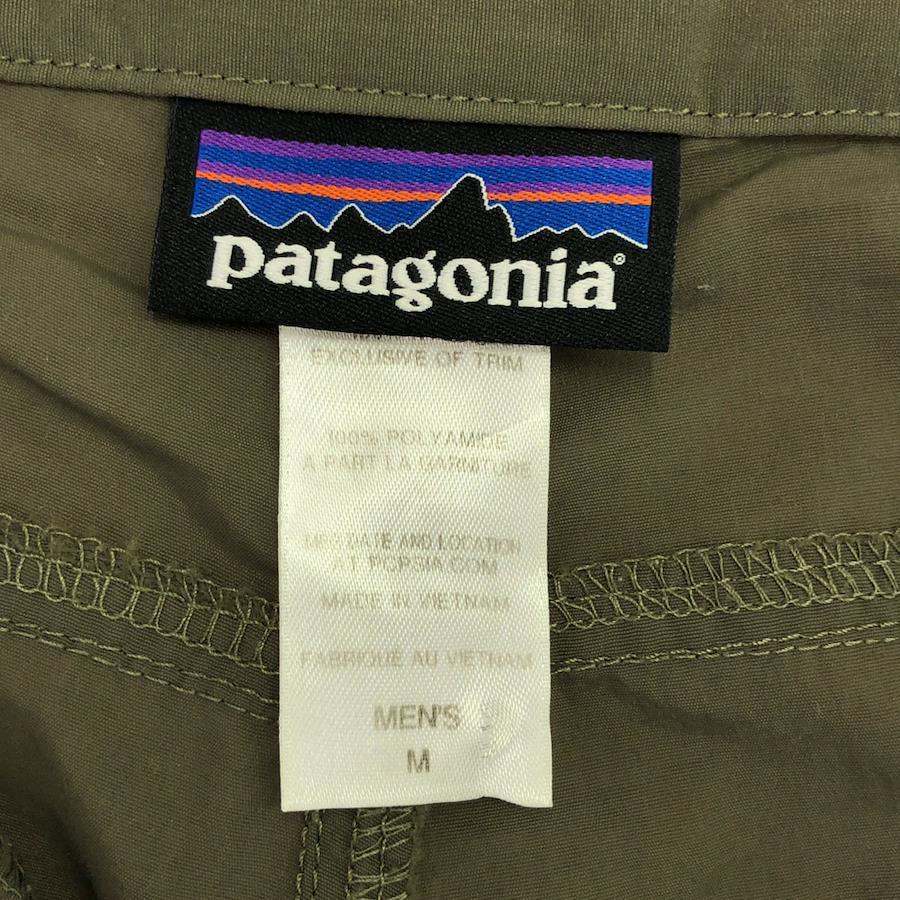 patagonia®
EXCLUSIVE OF TRIM
100% POLYAMIDE
A PART LA GARNITURE
MFG DATE AND LOCATION
AT PCPSIA.COM
MADE IN VIETNAM
FABRIQUE AU VIETNAM
MEN'S
M